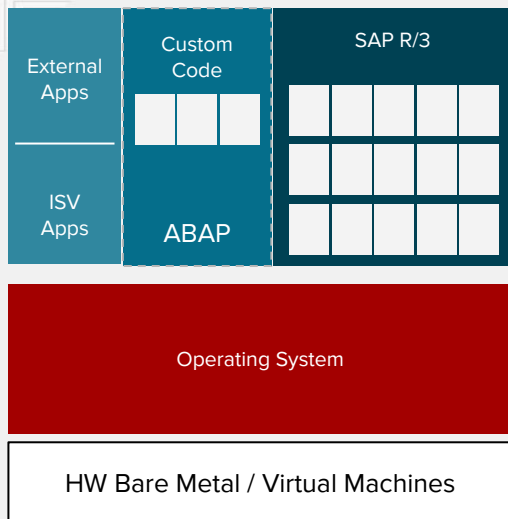 External
Apps
ISV
Apps
Custom
Code
ABAP
SAP R/3
Operating System
HW Bare Metal / Virtual Machines